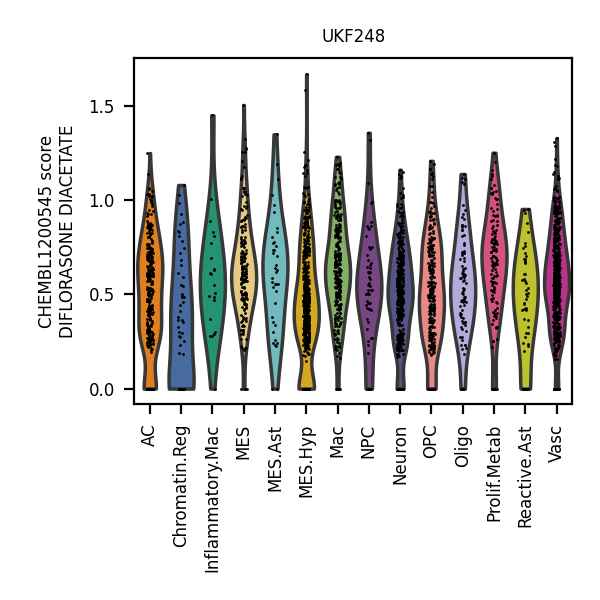 UKF248
CHEMBL1200545 score
DIFLORASONE DIACETATE
1.5
1.0
0.5
0.0
AC
Chromatin.Reg
Inflammatory.Mac
MES
MES.Ast
MES.Hyp
Mac
NPC
Neuron
OPC
Oligo
Prolif.Metab
Reactive.Ast
Vasc